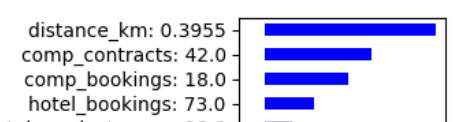 distance_km: 0.3955
comp_contracts: 42.0
comp_bookings: 18.0
hotel_bookings: 73.0